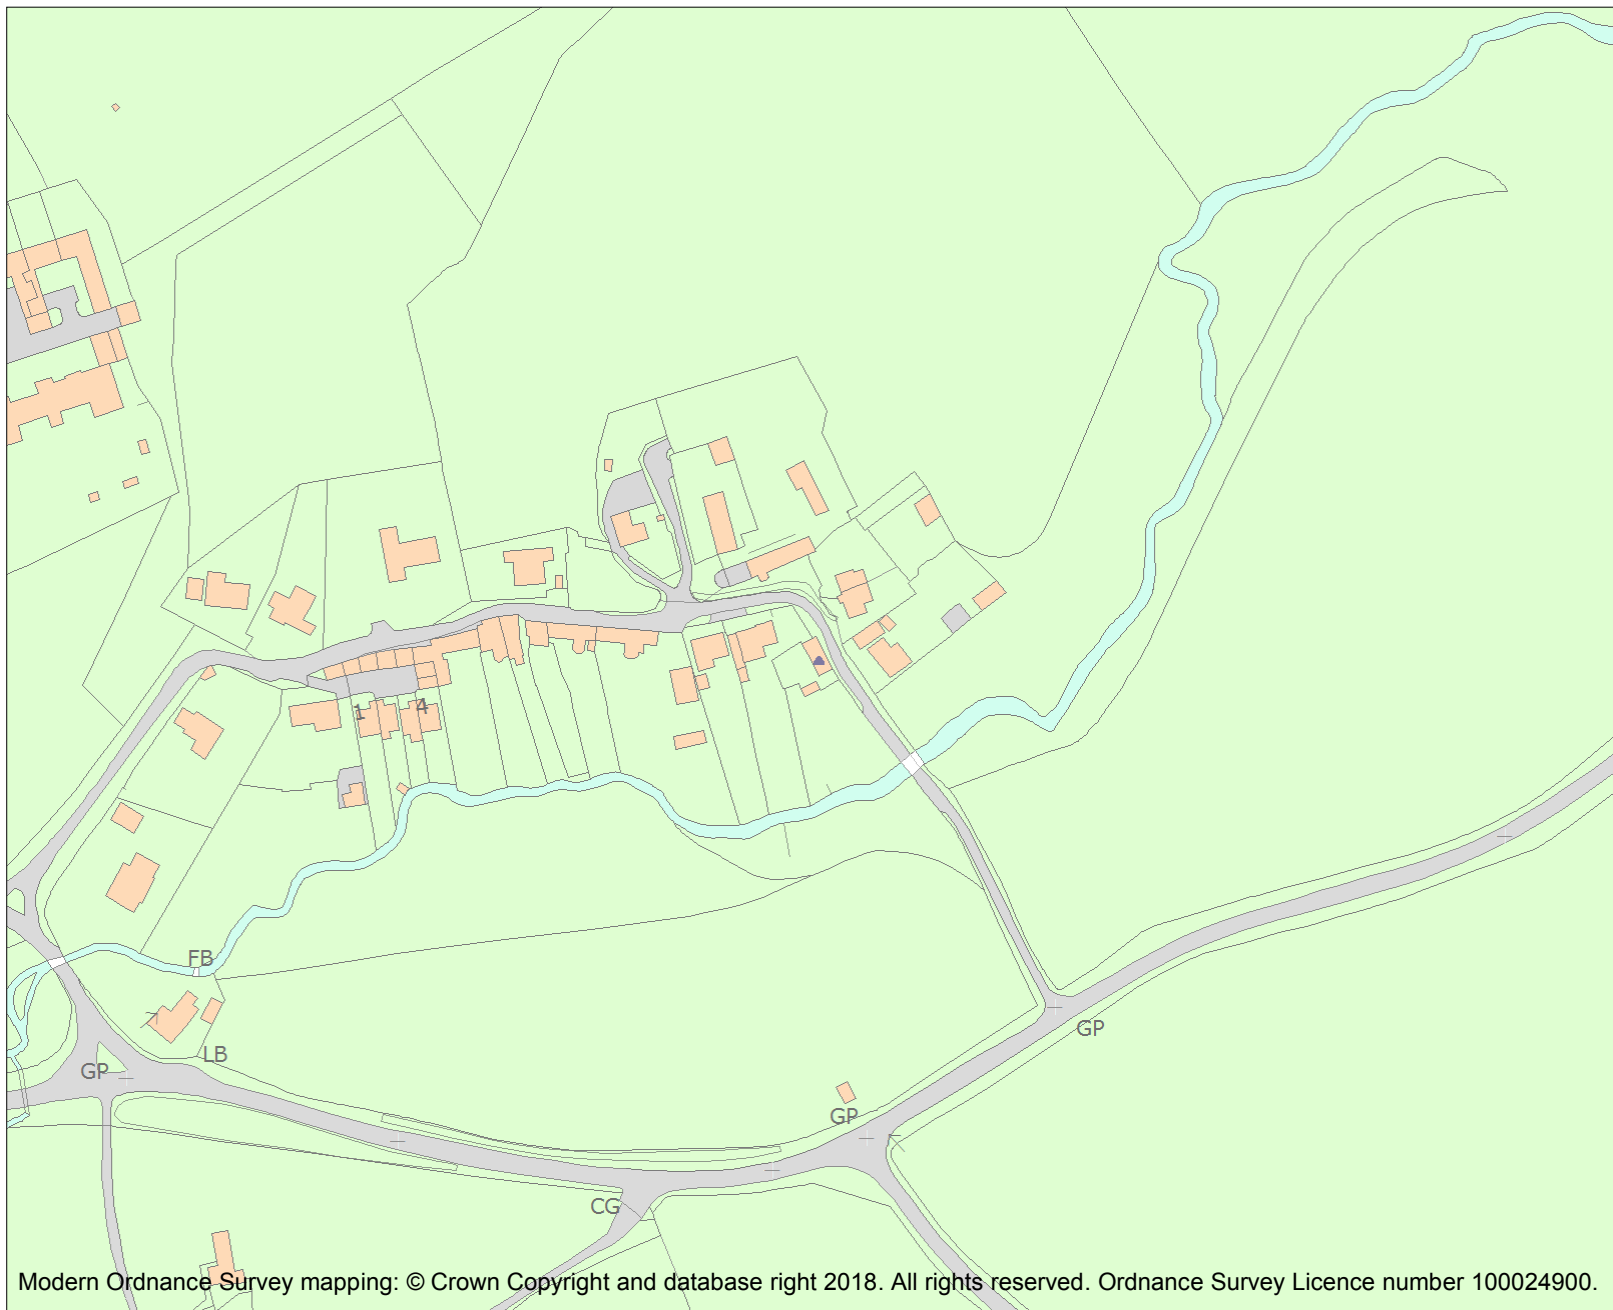 1
4
FB
LB
GP
GP
GP
CG
Modern Ordnance Survey mapping: © Crown Copyright and database right 2018. All rights reserved. Ordnance Survey Licence number 100024900.